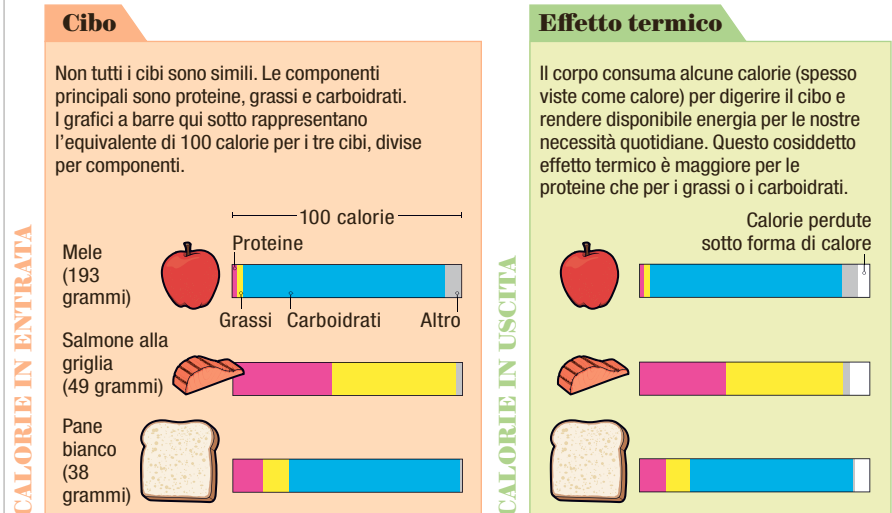 CALORIE IN ENTRATA
Cibo
Non tutti i cibi sono simili. Le componenti
principali sono proteine, grassi e carboidrati.
I grafici a barre qui sotto rappresentano
l'equivalente di 100 calorie per i tre cibi, divise
per componenti.
100 calorie
Mele
(193
grammi)
Proteine
Grassi
Carboidrati
Altro
Salmone alla
griglia
(49 grammi)
Pane
bianco
(38
grammi)
CALORIE IN USCITA
Effetto termico
Il corpo consuma alcune calorie (spesso
viste come calore) per digerire il cibo e
rendere disponibile energia per le nostre
necessità quotidiane. Questo cosiddetto
effetto termico è maggiore per le
proteine che per i grassi o i carboidrati.
Calorie perdute
sotto forma di calore